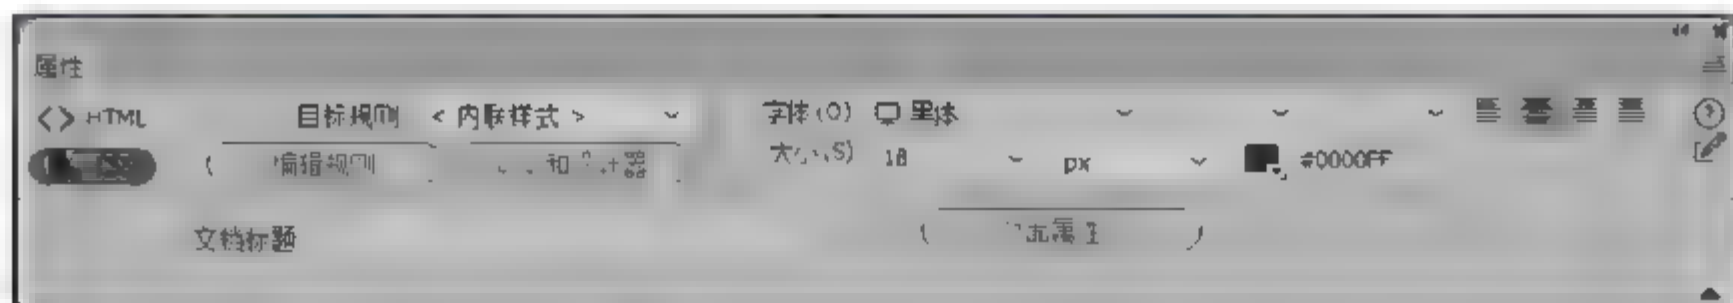 属性
<> HTML 目标规则 <内联样式> 字体(O) 黑体
编辑规则 大小(S) 18 px #0000FF
文档标题